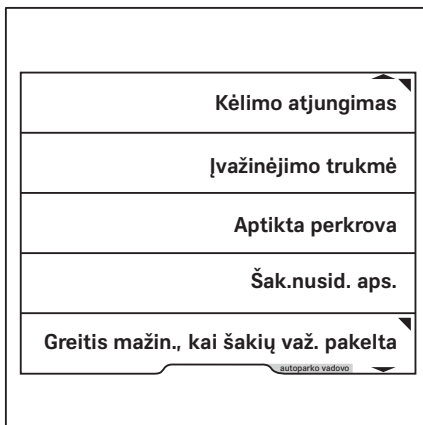 Kėlimo atjungimas
Įvažinėjimo trukmė
Aptikta perkrova
Šak.nusid. aps.
Greitis mažin., kai šakių važ. pakelta
autoparko vadovo